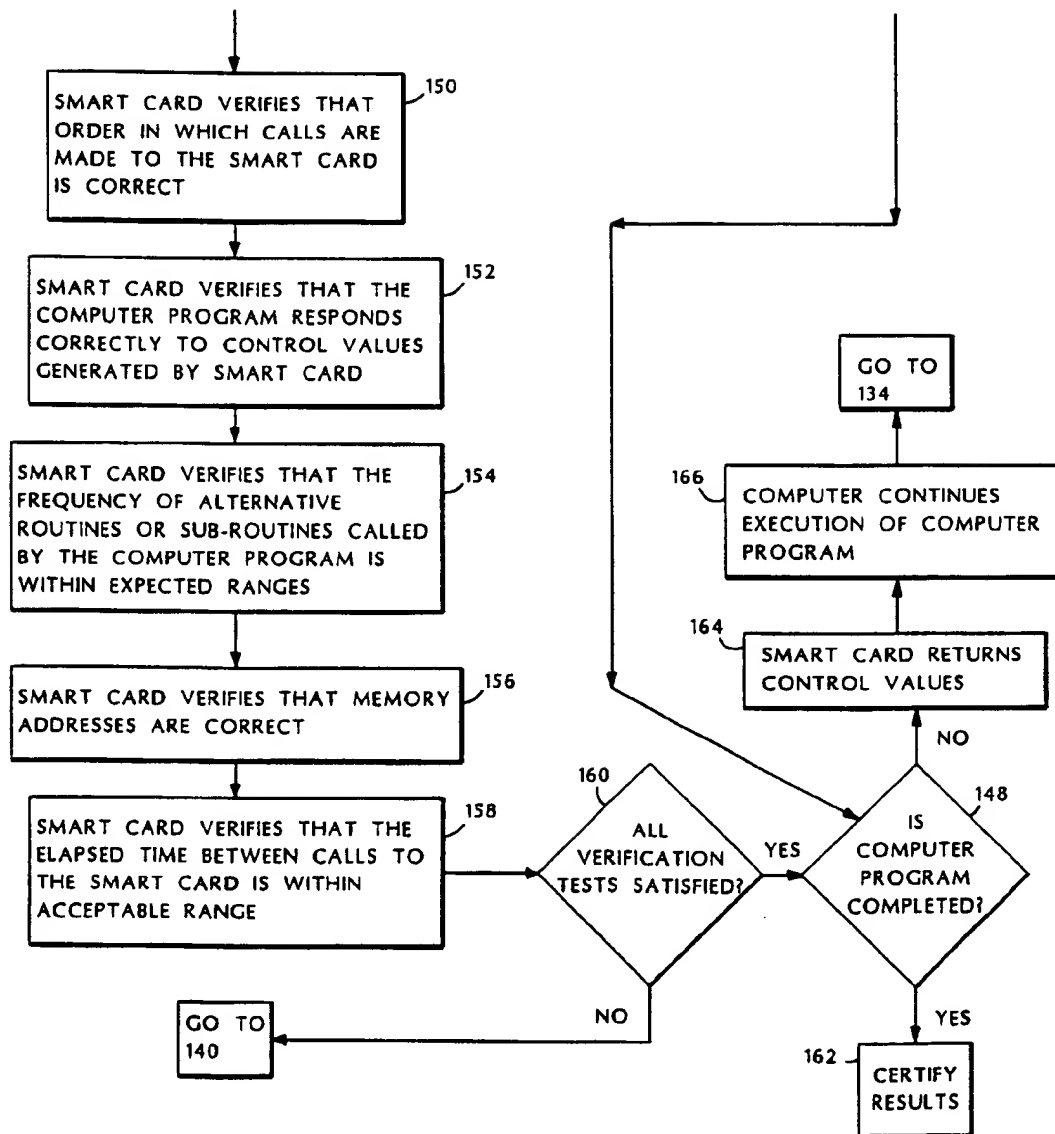 150
SMART CARD VERIFIES THAT
ORDER IN WHICH CALLS ARE
MADE TO THE SMART CARD
IS CORRECT
152
SMART CARD VERIFIES THAT THE
COMPUTER PROGRAM RESPONDS
CORRECTLY TO CONTROL VALUES
GENERATED BY SMART CARD
154
SMART CARD VERIFIES THAT THE
FREQUENCY OF ALTERNATIVE
ROUTINES OR SUB-ROUTINES CALLED
BY THE COMPUTER PROGRAM IS
WITHIN EXPECTED RANGES
156
SMART CARD VERIFIES THAT MEMORY
ADDRESSES ARE CORRECT
158
SMART CARD VERIFIES THAT THE
ELAPSED TIME BETWEEN CALLS TO
THE SMART CARD IS WITHIN
ACCEPTABLE RANGE
160
ALL
VERIFICATION
TESTS SATISFIED?
YES
NO
GO TO
140
GO TO
134
166
COMPUTER CONTINUES
EXECUTION OF COMPUTER
PROGRAM
164
SMART CARD RETURNS
CONTROL VALUES
NO
148
IS
COMPUTER
PROGRAM
COMPLETED?
YES
162
CERTIFY
RESULTS